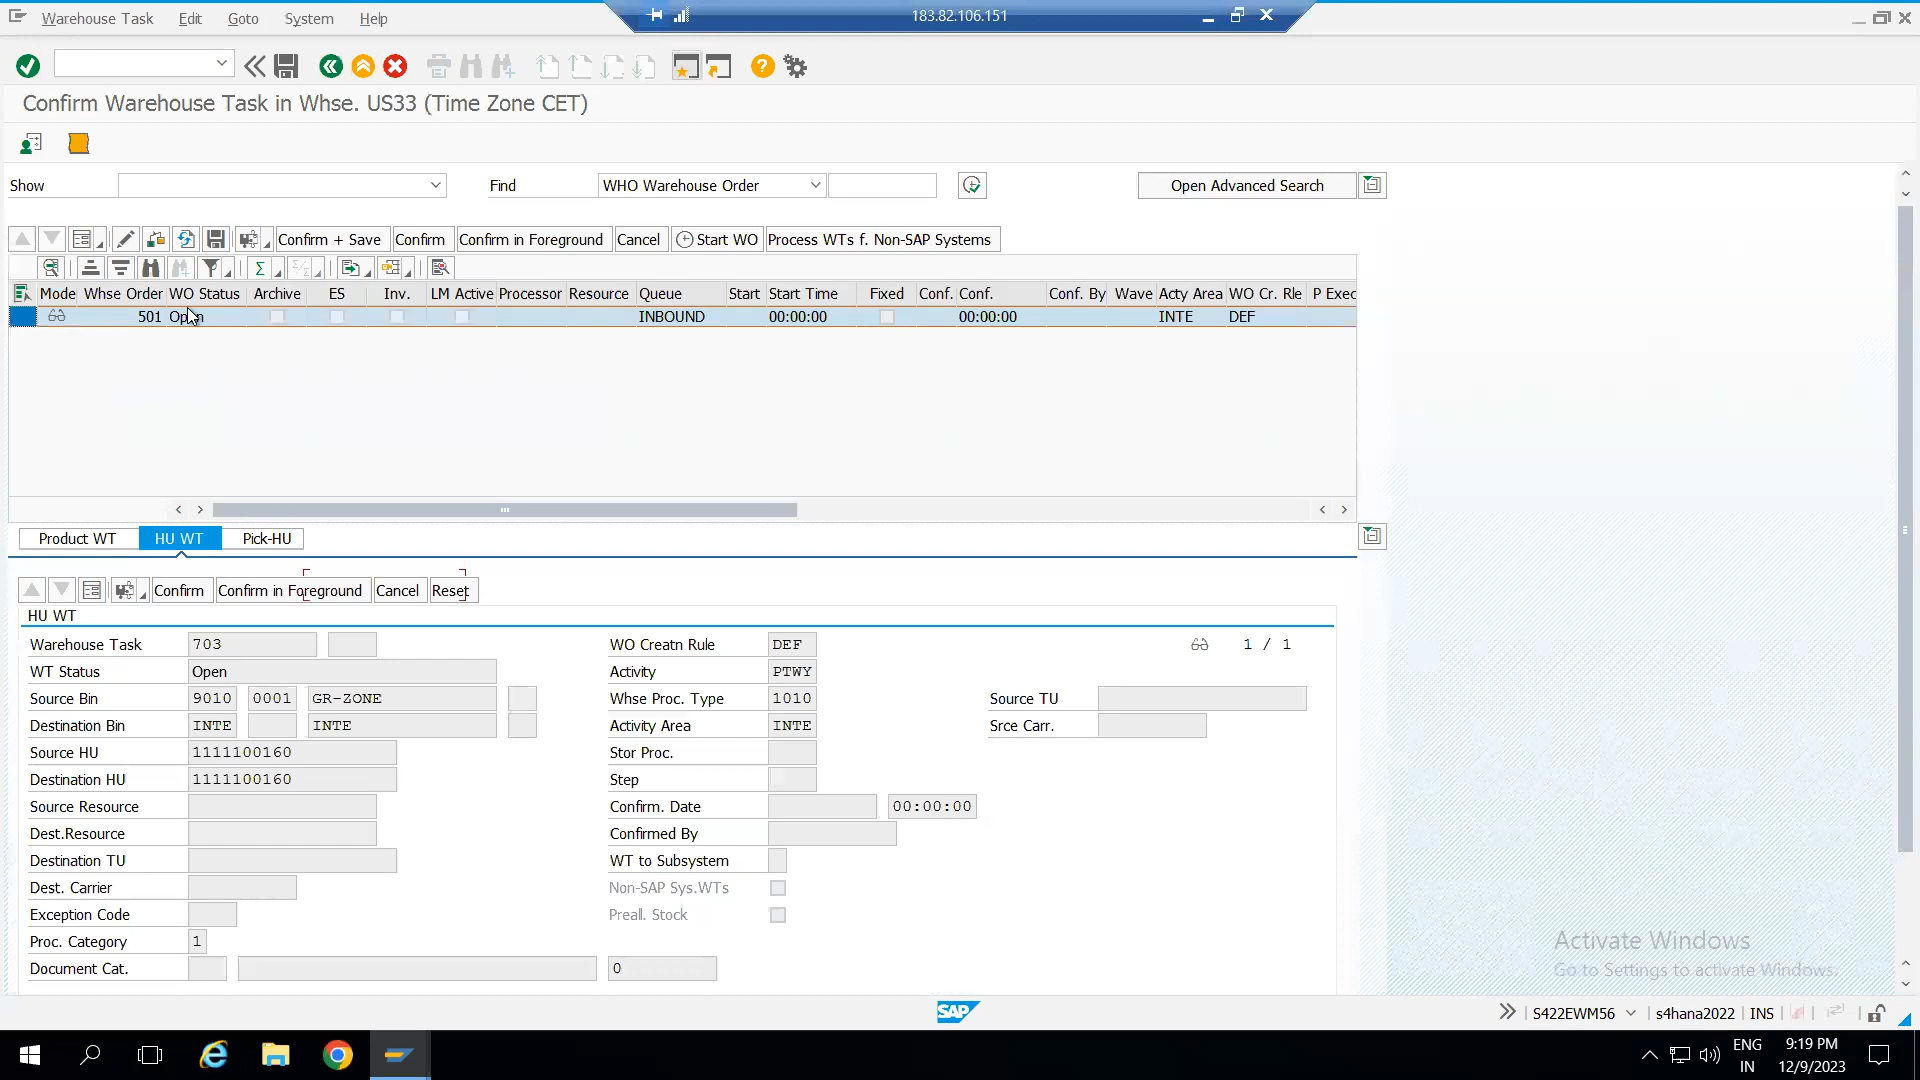 Warehouse Task Edit Goto System Help
183.82.106.151
Confirm Warehouse Task in Whse. US33 (Time Zone CET)
Show Find WHO Warehouse Order Open Advanced Search
Confirm + Save Confirm Confirm in Foreground Cancel Start WO Process WTs f. Non-SAP Systems
Mode Whse Order WO Status Archive ES Inv. LM Active Processor Resource Queue Start Start Time Fixed Conf. Conf. Conf. By Wave Acty Area WO Cr. Rle P Exec
501 Open INBOUND 00:00:00 00:00:00 INTE DEF
Product WT HU WT Pick-HU
Confirm Confirm in Foreground Cancel Reset
HU WT
Warehouse Task 703 WO Creatn Rule DEF 1 / 1
WT Status Open Activity PTWY
Source Bin 9010 0001 GR-ZONE Whse Proc. Type 1010 Source TU
Destination Bin INTE INTE Activity Area INTE Srce Carr.
Source HU 1111100160 Stor Proc.
Destination HU 1111100160 Step
Source Resource Confirm. Date 00:00:00
Dest.Resource Confirmed By
Destination TU WT to Subsystem
Dest. Carrier Non-SAP Sys.WTs
Exception Code Preall. Stock
Proc. Category 1
Document Cat. 0
Activate Windows
Go to Settings to activate Windows.
SAP S422EWM56 s4hana2022 INS
ENG 9:19 PM
IN 12/9/2023